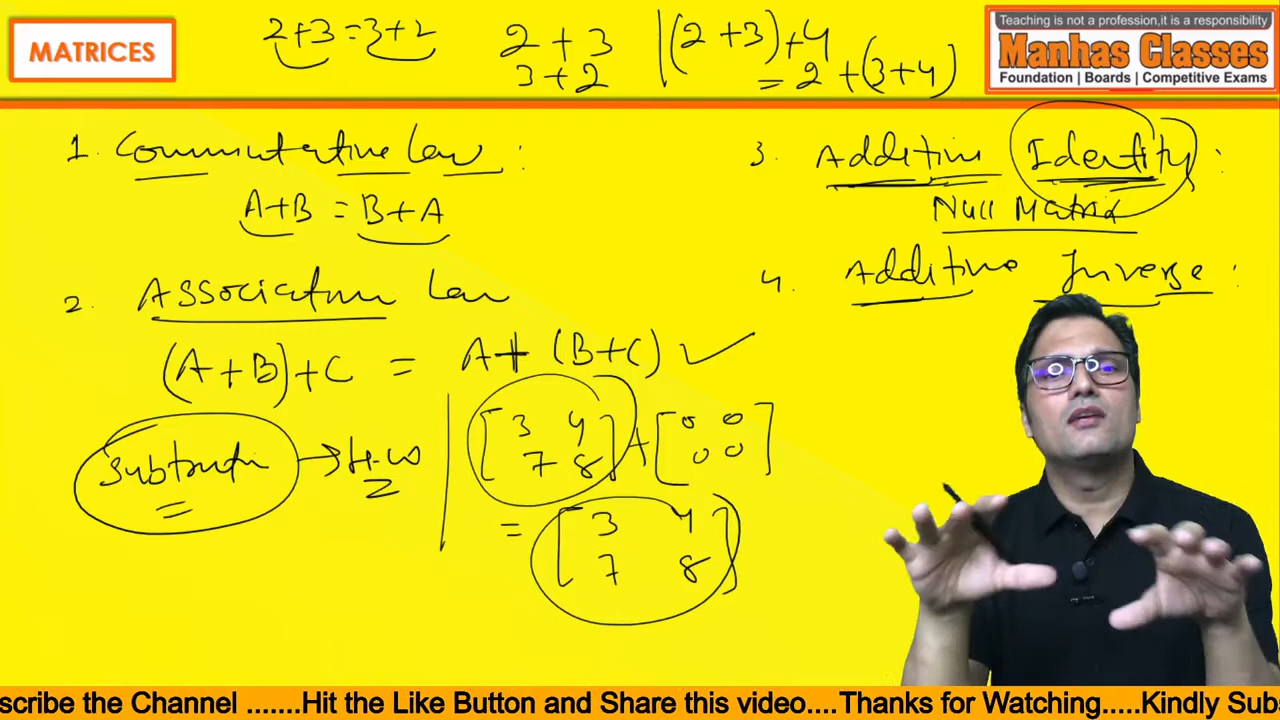 MATRICES
2+3=3+2
2 + 3
3+2
(2+3)+4
= 2 +(3+4)
Teaching is not a profession,it is a responsibility
Manhas Classes
Foundation | Boards | Competitive Exams
1. Commutative law :
A+B = B+A
2. Associative law
(A+B)+C = A+ (B+C) ✓
Subtraction → H.W
[3 4
7 8] + [0 0
0 0]
= [3 4
7 8]
3. Additive Identity :
Null Matrix
4. Additive Inverse :
scribe the Channel .......Hit the Like Button and Share this video....Thanks for Watching.....Kindly Sub